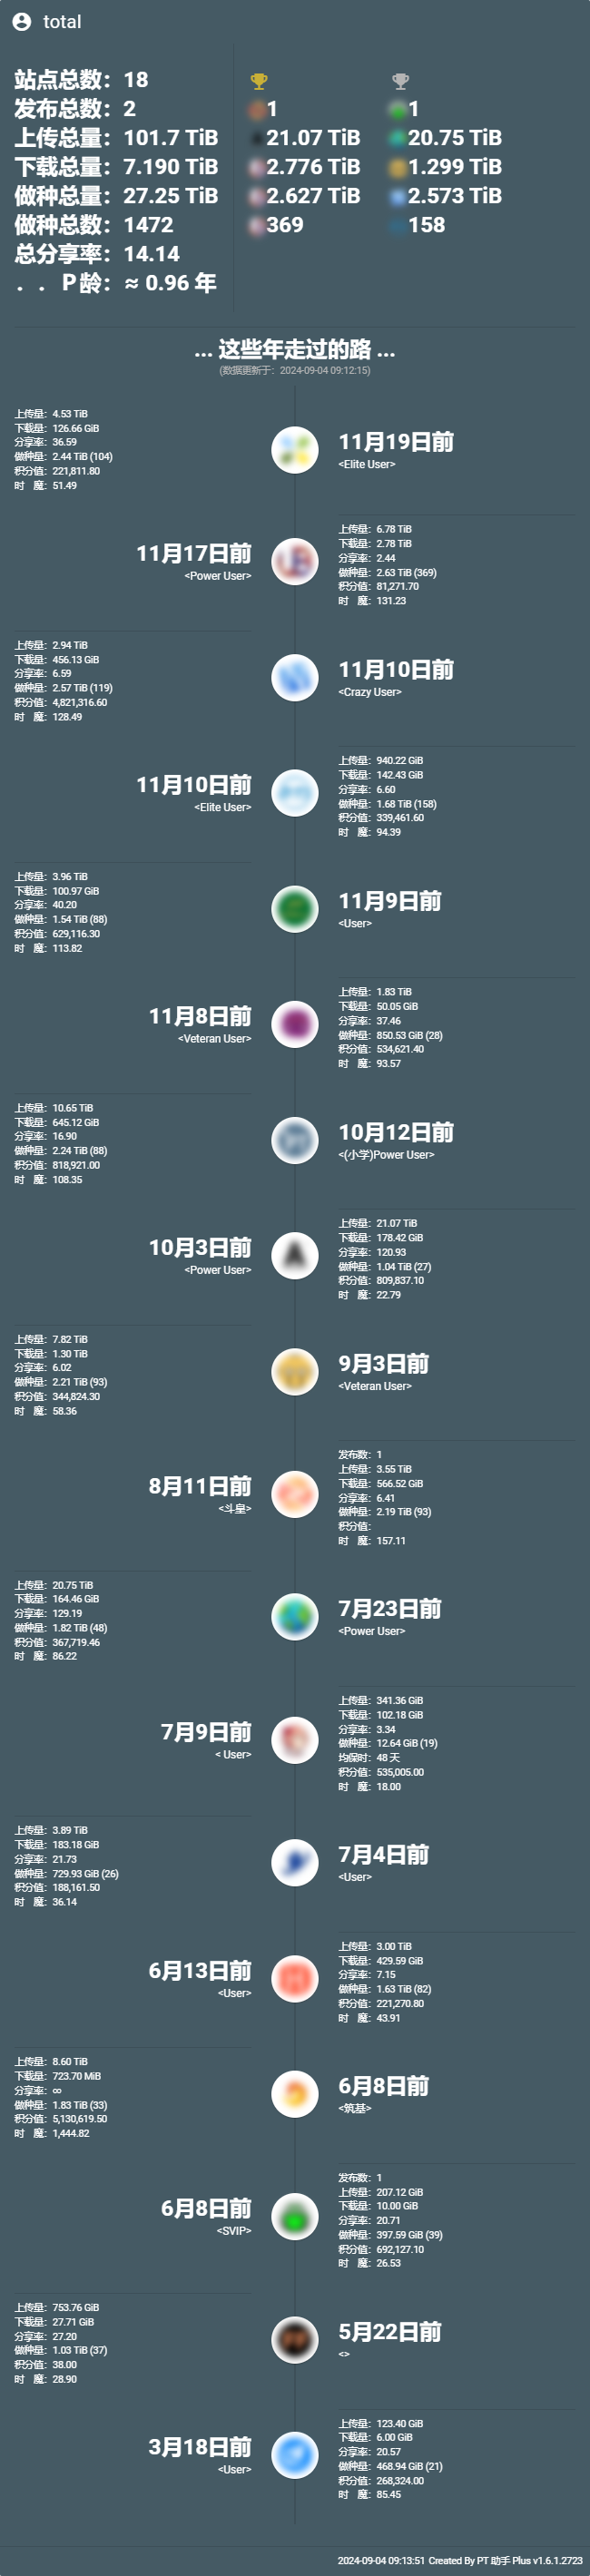 total
站点总数：18
发布总数：2
上传总量：101.7 TiB
下载总量：7.190 TiB
做种总量：27.25 TiB
做种总数：1472
总分享率：14.14
．．P龄：≈ 0.96 年
1
21.07 TiB
2.776 TiB
2.627 TiB
369
1
20.75 TiB
1.299 TiB
2.573 TiB
158
... 这些年走过的路 ...
(数据更新于：2024-09-04 09:12:15)
上传量：4.53 TiB
下载量：126.66 GiB
分享率：36.59
做种量：2.44 TiB (104)
积分值：221,811.80
时　魔：51.49
11月19日前
<Elite User>
11月17日前
<Power User>
上传量：6.78 TiB
下载量：2.78 TiB
分享率：2.44
做种量：2.63 TiB (369)
积分值：81,271.70
时　魔：131.23
上传量：2.94 TiB
下载量：456.13 GiB
分享率：6.59
做种量：2.57 TiB (119)
积分值：4,821,316.60
时　魔：128.49
11月10日前
<Crazy User>
11月10日前
<Elite User>
上传量：940.22 GiB
下载量：142.43 GiB
分享率：6.60
做种量：1.68 TiB (158)
积分值：339,461.60
时　魔：94.39
上传量：3.96 TiB
下载量：100.97 GiB
分享率：40.20
做种量：1.54 TiB (88)
积分值：629,116.30
时　魔：113.82
11月9日前
<User>
11月8日前
<Veteran User>
上传量：1.83 TiB
下载量：50.05 GiB
分享率：37.46
做种量：850.53 GiB (28)
积分值：534,621.40
时　魔：93.57
上传量：10.65 TiB
下载量：645.12 GiB
分享率：16.90
做种量：2.24 TiB (88)
积分值：818,921.00
时　魔：108.35
10月12日前
<(小学)Power User>
10月3日前
<Power User>
上传量：21.07 TiB
下载量：178.42 GiB
分享率：120.93
做种量：1.04 TiB (27)
积分值：809,837.10
时　魔：22.79
上传量：7.82 TiB
下载量：1.30 TiB
分享率：6.02
做种量：2.21 TiB (93)
积分值：344,824.30
时　魔：58.36
9月3日前
<Veteran User>
8月11日前
<斗皇>
发布数：1
上传量：3.55 TiB
下载量：566.52 GiB
分享率：6.41
做种量：2.19 TiB (93)
积分值：
时　魔：157.11
上传量：20.75 TiB
下载量：164.46 GiB
分享率：129.19
做种量：1.82 TiB (48)
积分值：367,719.46
时　魔：86.22
7月23日前
<Power User>
7月9日前
< User>
上传量：341.36 GiB
下载量：102.18 GiB
分享率：3.34
做种量：12.64 GiB (19)
均保时：48 天
积分值：535,005.00
时　魔：18.00
上传量：3.89 TiB
下载量：183.18 GiB
分享率：21.73
做种量：729.93 GiB (26)
积分值：188,161.50
时　魔：36.14
7月4日前
<User>
6月13日前
<User>
上传量：3.00 TiB
下载量：429.59 GiB
分享率：7.15
做种量：1.63 TiB (82)
积分值：221,270.80
时　魔：43.91
上传量：8.60 TiB
下载量：723.70 MiB
分享率：∞
做种量：1.83 TiB (33)
积分值：5,130,619.50
时　魔：1,444.82
6月8日前
<筑基>
6月8日前
<SVIP>
发布数：1
上传量：207.12 GiB
下载量：10.00 GiB
分享率：20.71
做种量：397.59 GiB (39)
积分值：692,127.10
时　魔：26.53
上传量：753.76 GiB
下载量：27.71 GiB
分享率：27.20
做种量：1.03 TiB (37)
积分值：38.00
时　魔：28.90
5月22日前
<>
3月18日前
<User>
上传量：123.40 GiB
下载量：6.00 GiB
分享率：20.57
做种量：468.94 GiB (21)
积分值：268,324.00
时　魔：85.45
2024-09-04 09:13:51 Created By PT 助手 Plus v1.6.1.2723